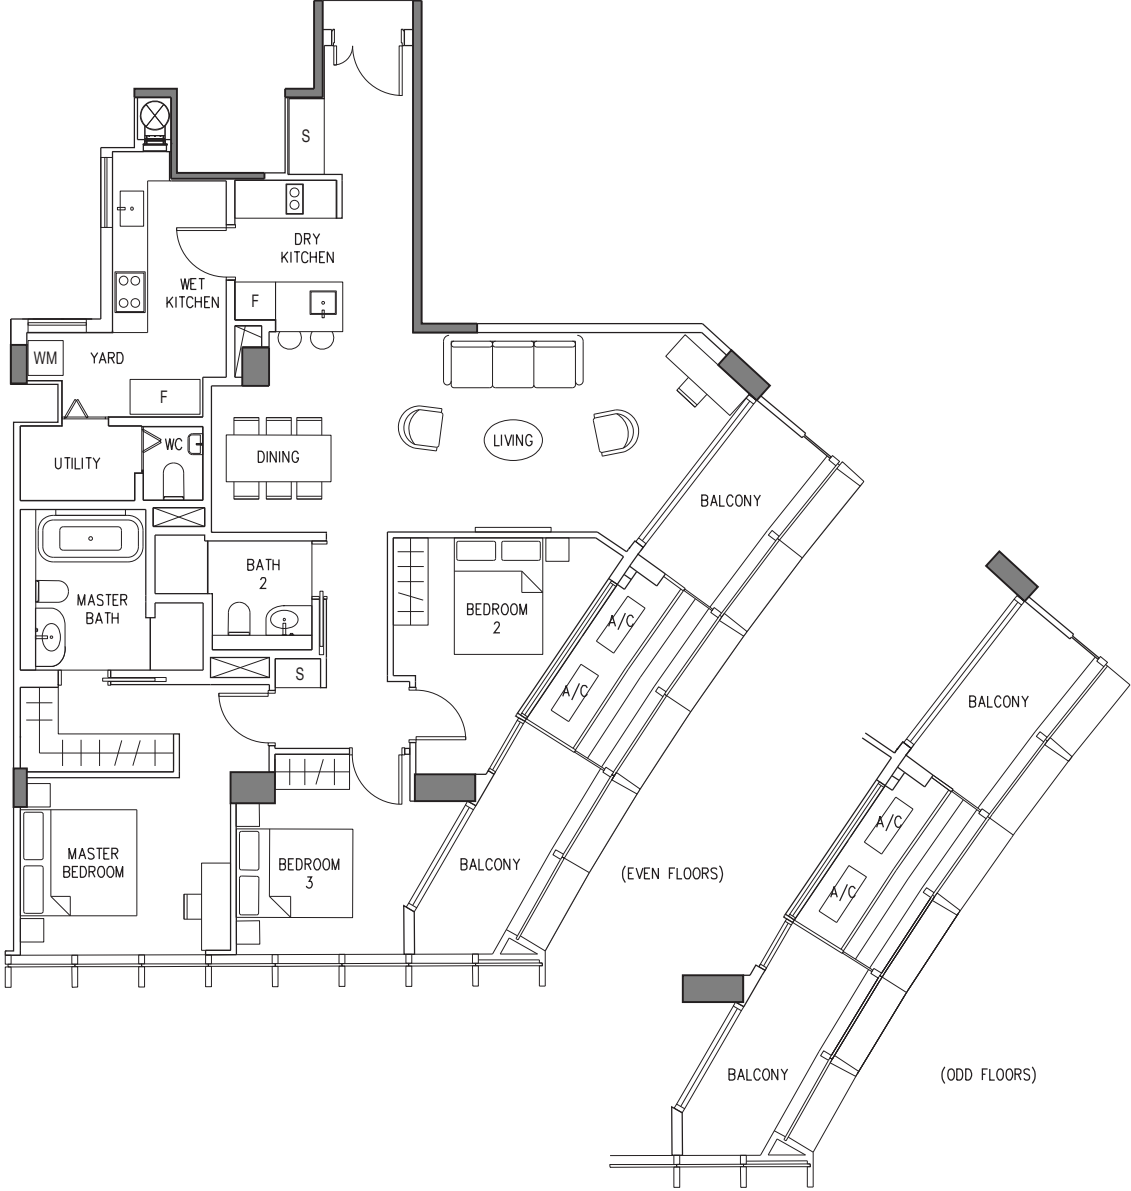 S
DRY
KITCHEN
WET
KITCHEN
F
WM
YARD
F
LIVING
WC
UTILITY
DINING
BALCONY
BATH
2
MASTER
BATH
BEDROOM
2
A/C
A/C
S
BALCONY
A/C
A/C
MASTER
BEDROOM
BEDROOM
3
BALCONY
(EVEN FLOORS)
BALCONY
(ODD FLOORS)